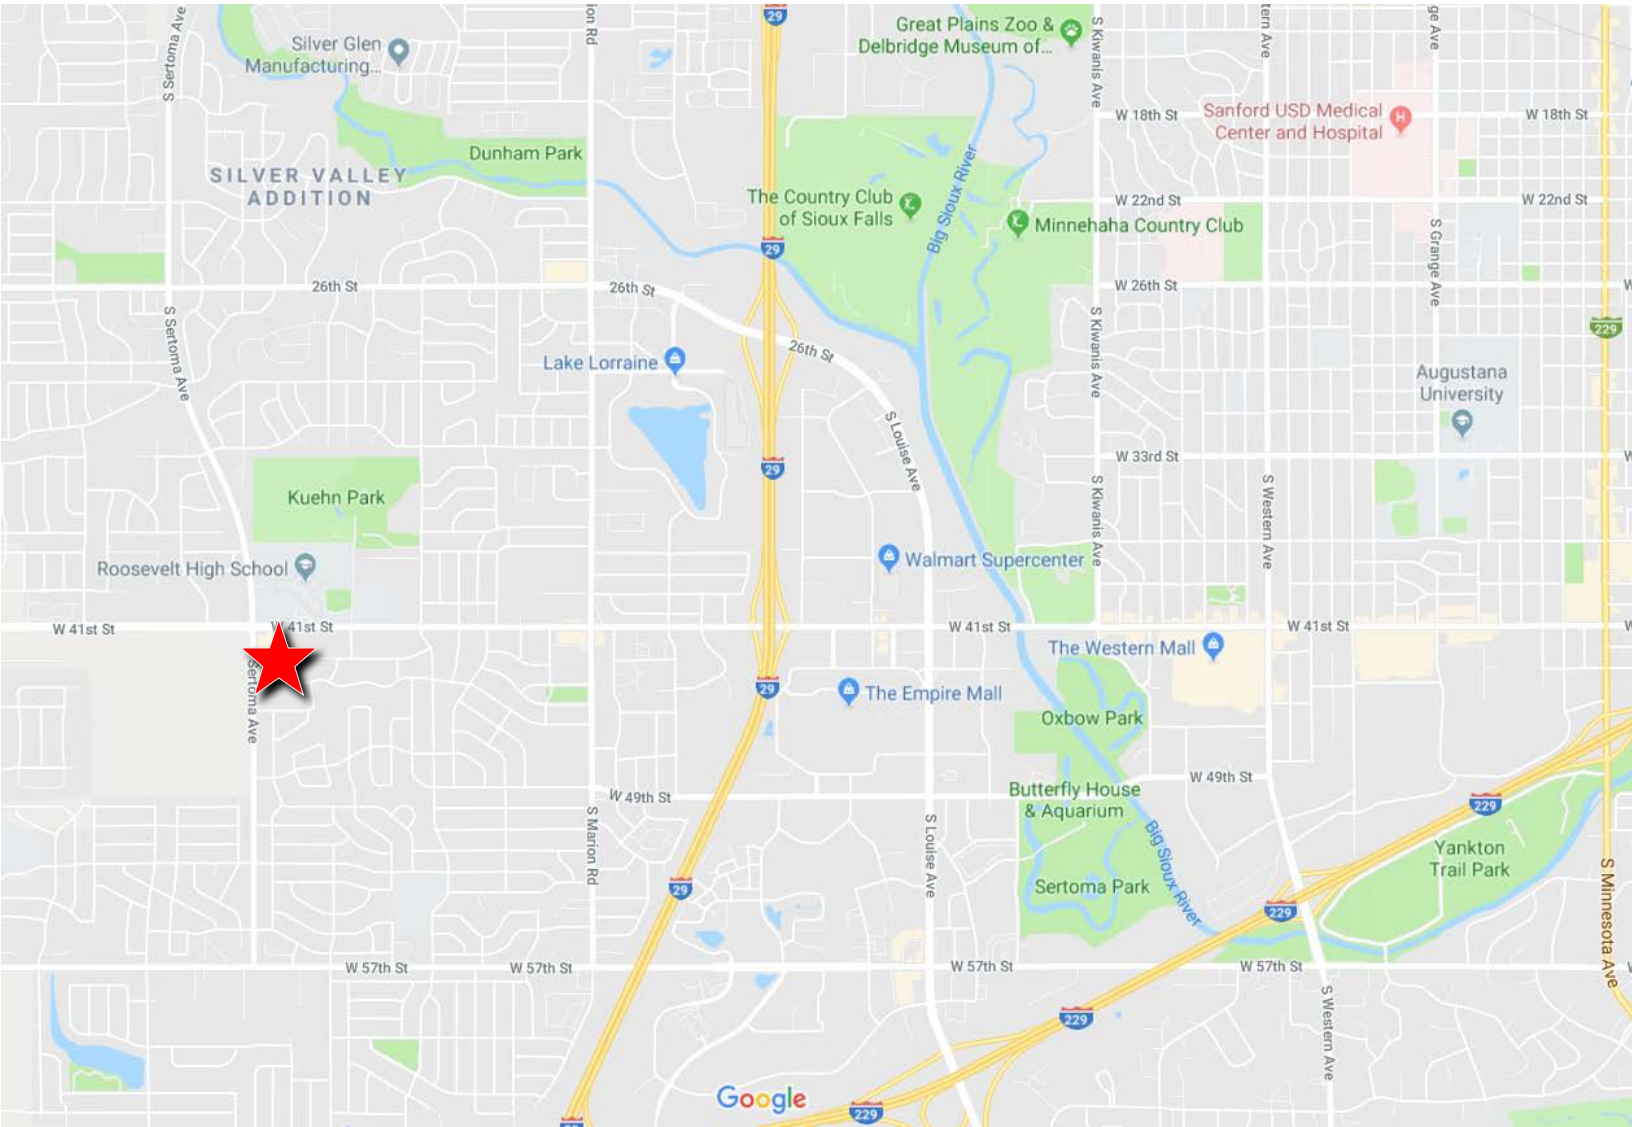 29
Great Plains Zoo &
Delbridge Museum of...
S Kiwanis Ave
S Sertoma Ave
Silver Glen
Manufacturing...
ion Rd
tern Ave
ge Ave
W 18th St
Sanford USD Medical
Center and Hospital
W 18th St
Dunham Park
SILVER VALLEY
ADDITION
The Country Club
of Sioux Falls
Big Sioux River
W 22nd St
W 22nd St
Minnehaha Country Club
29
S Grange Ave
26th St
26th St
W 26th St
W
S Sertoma Ave
S Kiwanis Ave
229
26th St
Lake Lorraine
Augustana
University
S Louise Ave
W 33rd St
W
29
Kuehn Park
S Kiwanis Ave
S Western Ave
Roosevelt High School
Walmart Supercenter
W 41st St
W 41st St
W 41st St
W 41st St
W
The Western Mall
Sertoma Ave
29
The Empire Mall
Oxbow Park
W 49th St
W 49th St
Butterfly House
& Aquarium
229
S Marion Rd
S Louise Ave
Big Sioux River
Yankton
Trail Park
29
Sertoma Park
229
S Minnesota Ave
W 57th St
W 57th St
W 57th St
W 57th St
W
229
S Western Ave
Google
229